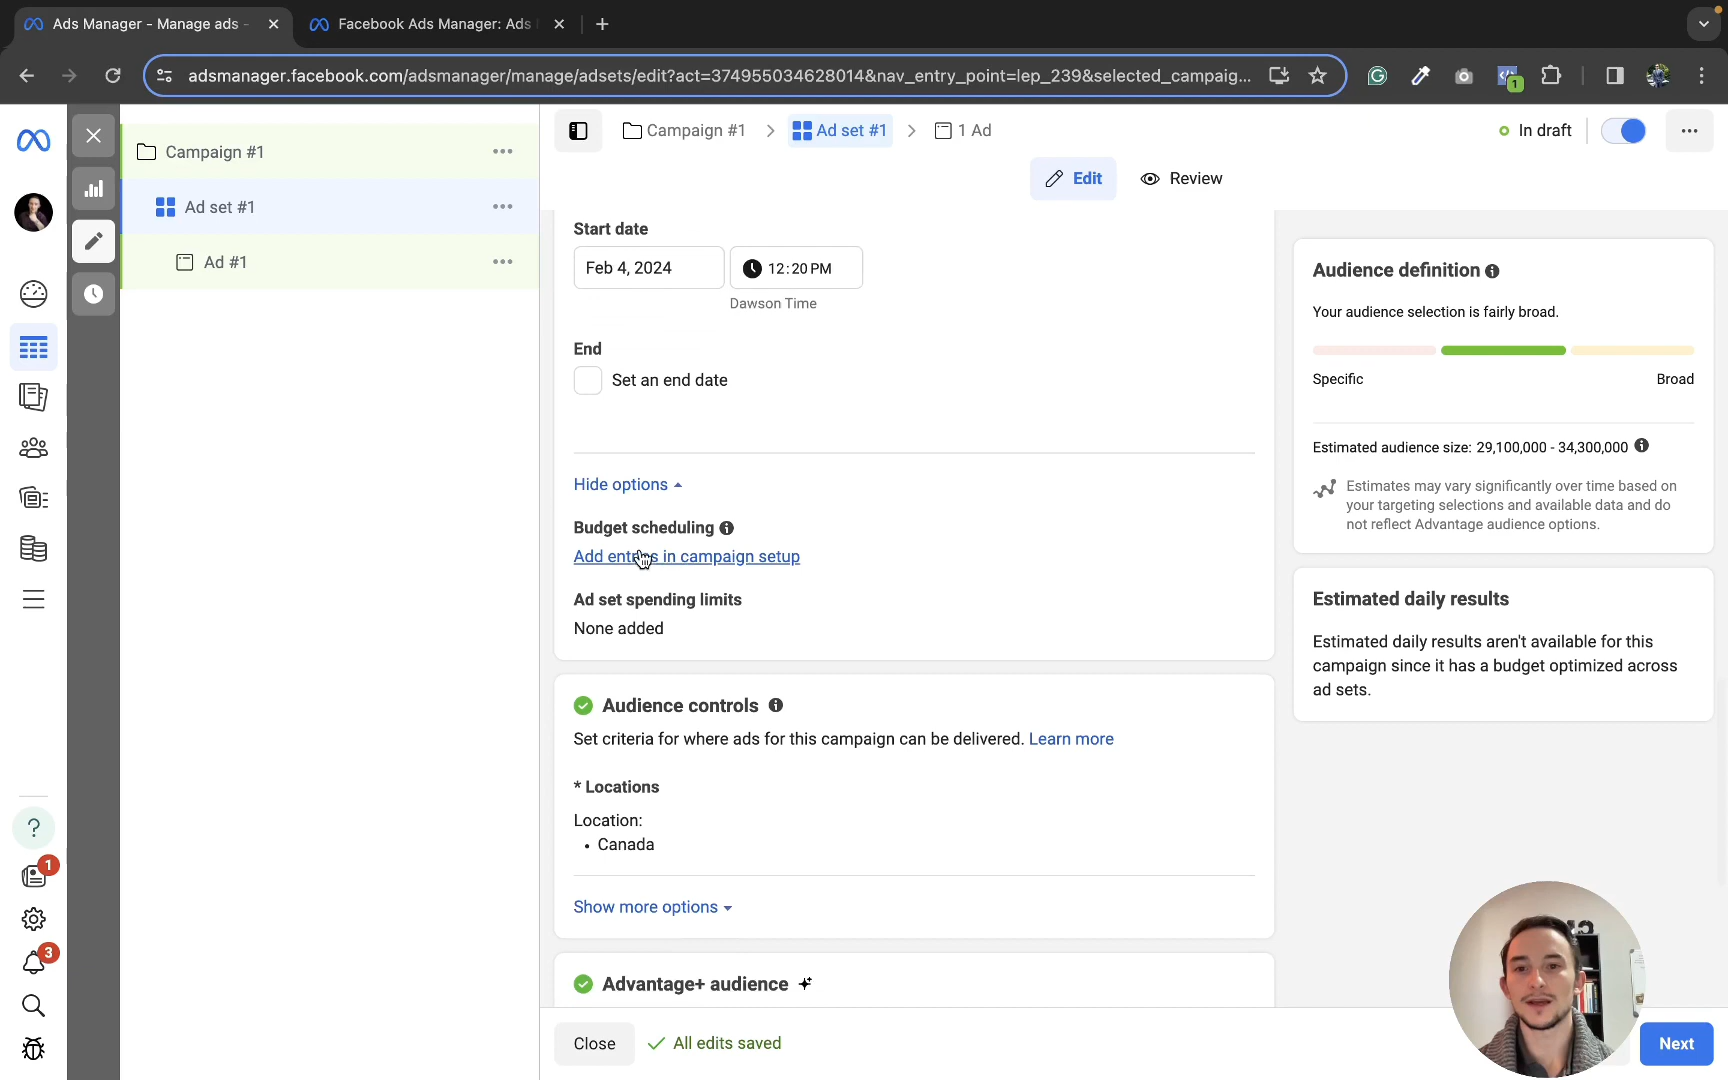 Ads Manager - Manage ads -
Facebook Ads Manager: Ads
adsmanager.facebook.com/adsmanager/manage/adsets/edit?act=374955034628014&nav_entry_point=lep_239&selected_campaig...
1
Campaign #1
Ad set #1
Ad #1
Campaign #1
Ad set #1
1 Ad
In draft
Edit
Review
Start date
Feb 4, 2024
12:20 PM
Dawson Time
End
Set an end date
Hide options
Budget scheduling
Add entries in campaign setup
Ad set spending limits
None added
Audience controls
Set criteria for where ads for this campaign can be delivered. Learn more
* Locations
Location:
• Canada
Show more options
Advantage+ audience
Close
All edits saved
Next
Audience definition
Your audience selection is fairly broad.
Specific
Broad
Estimated audience size: 29,100,000 - 34,300,000
Estimates may vary significantly over time based on
your targeting selections and available data and do
not reflect Advantage audience options.
Estimated daily results
Estimated daily results aren't available for this
campaign since it has a budget optimized across
ad sets.
?
1
3